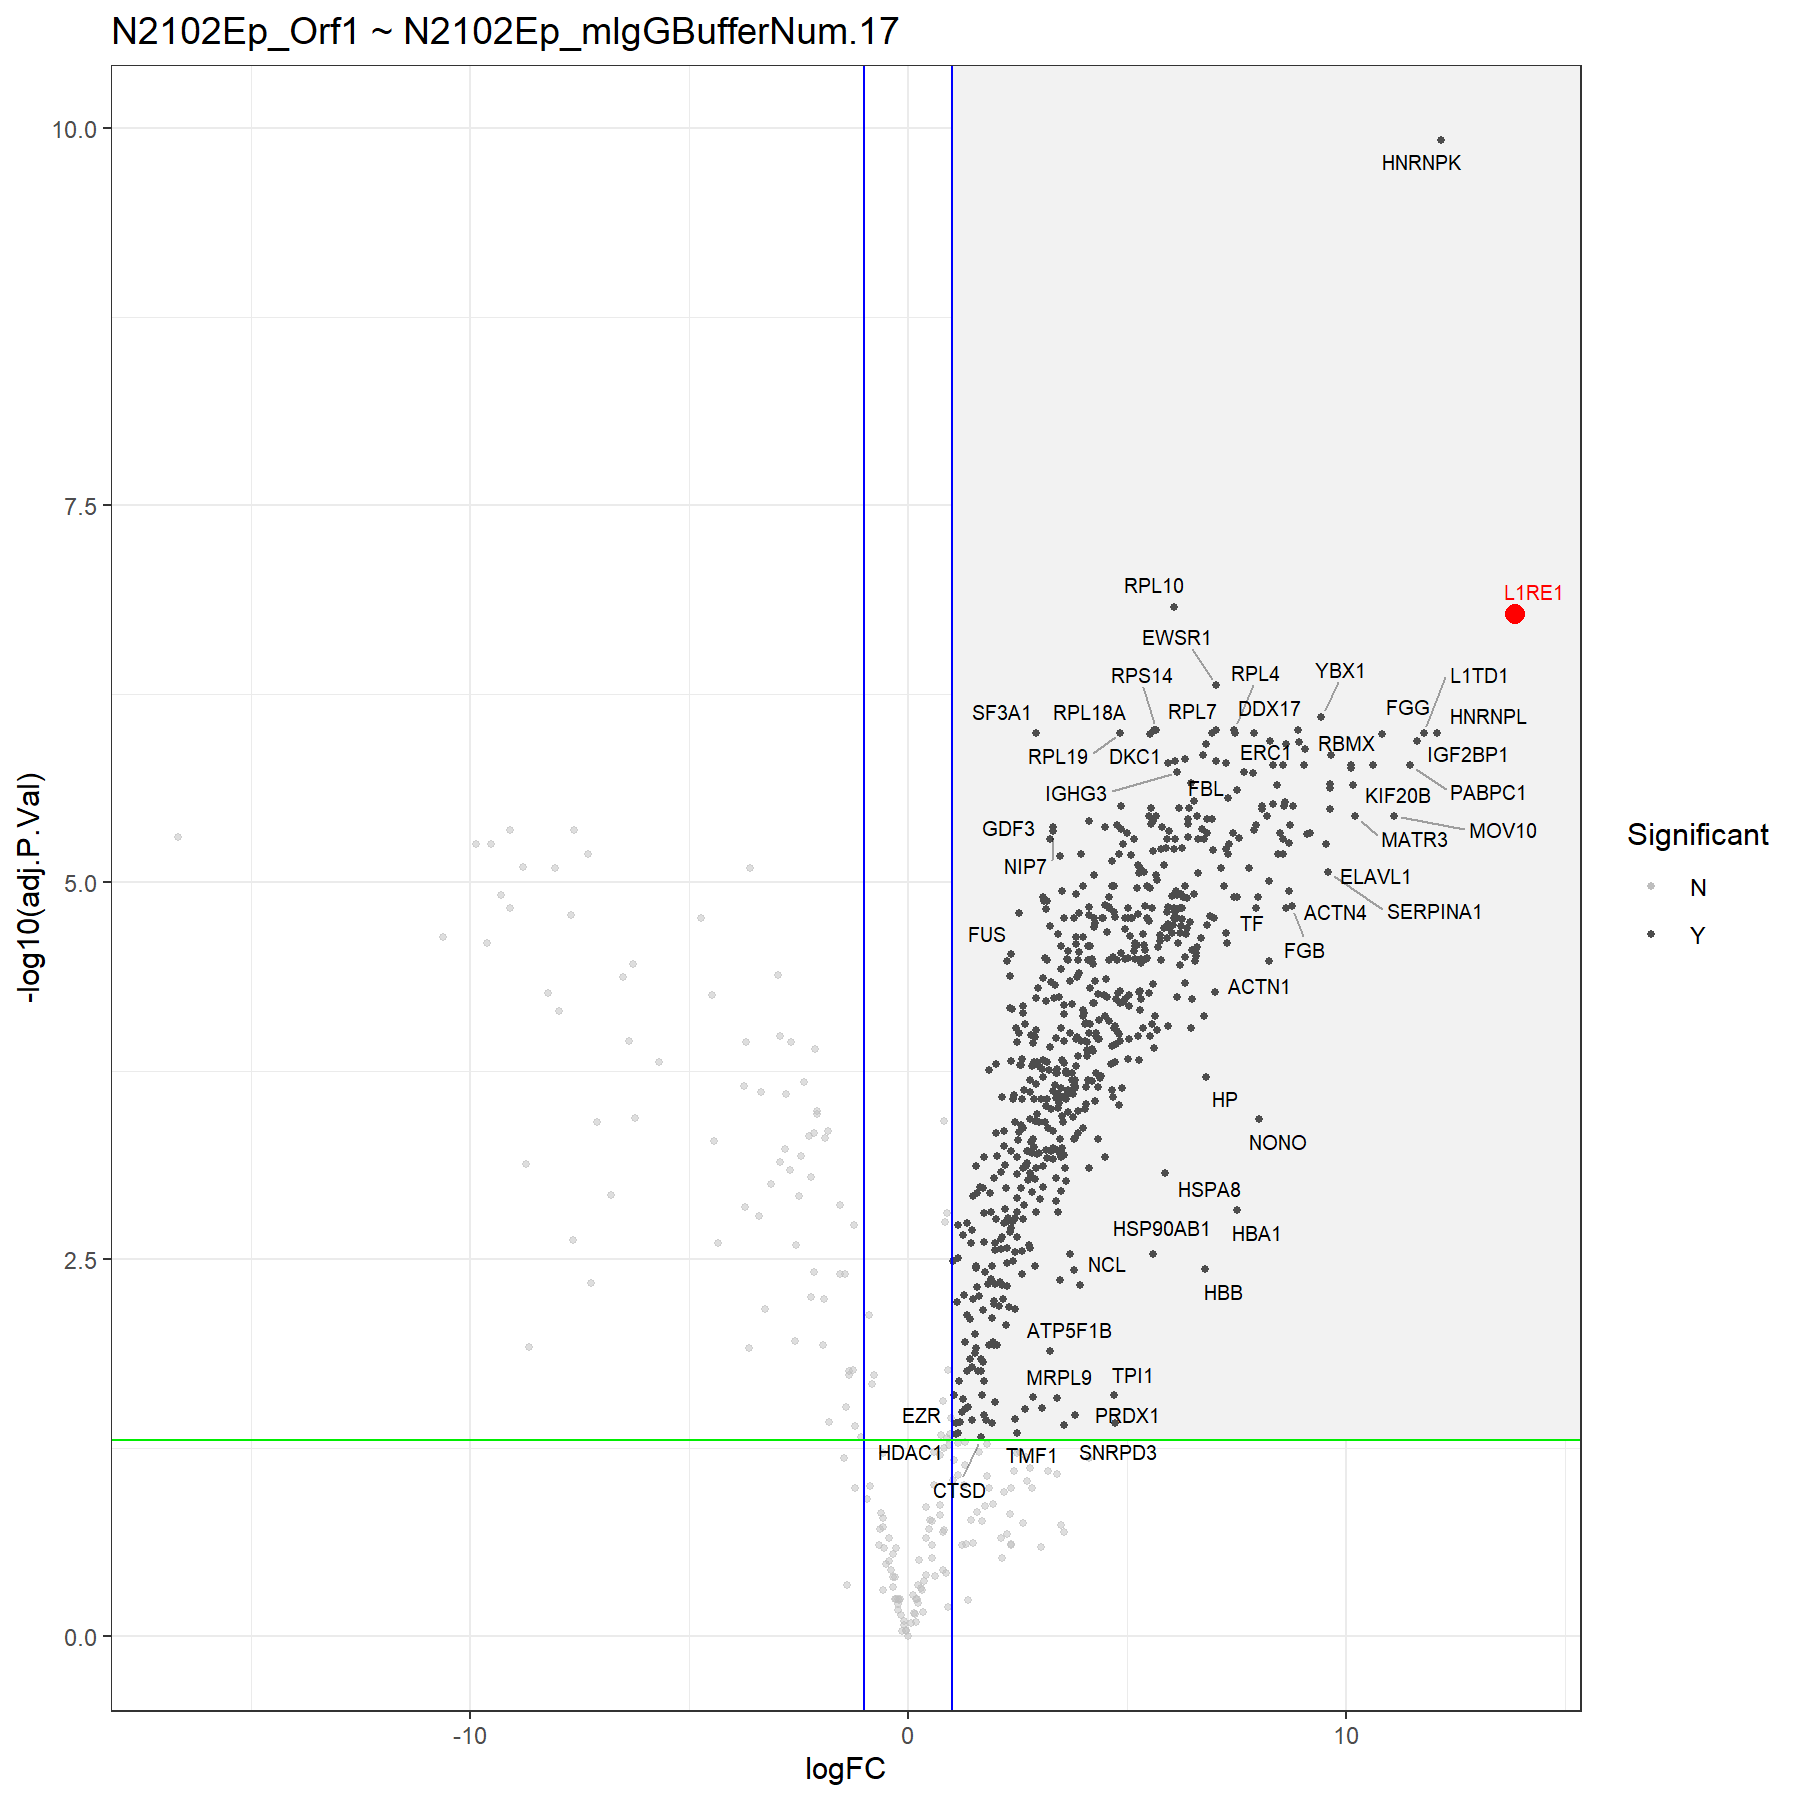 N2102Ep_Orf1 ~ N2102Ep_mIgGBufferNum.17
10.0
HNRNPK
7.5
RPL10
L1RE1
EWSR1
RPS14
RPL4
YBX1
L1TD1
SF3A1
RPL18A
RPL7
DDX17
FGG
HNRNPL
RPL19
DKC1
ERC1
RBMX
IGF2BP1
IGHG3
FBL
KIF20B
PABPC1
GDF3
MATR3
MOV10
NIP7
ELAVL1
5.0
SERPINA1
FUS
TF
ACTN4
FGB
ACTN1
HP
NONO
HSPA8
HSP90AB1
HBA1
2.5
NCL
HBB
ATP5F1B
MRPL9
TPI1
EZR
PRDX1
HDAC1
TMF1
SNRPD3
CTSD
0.0
-10
0
10
logFC
-log10(adj.P.Val)
Significant
N
Y